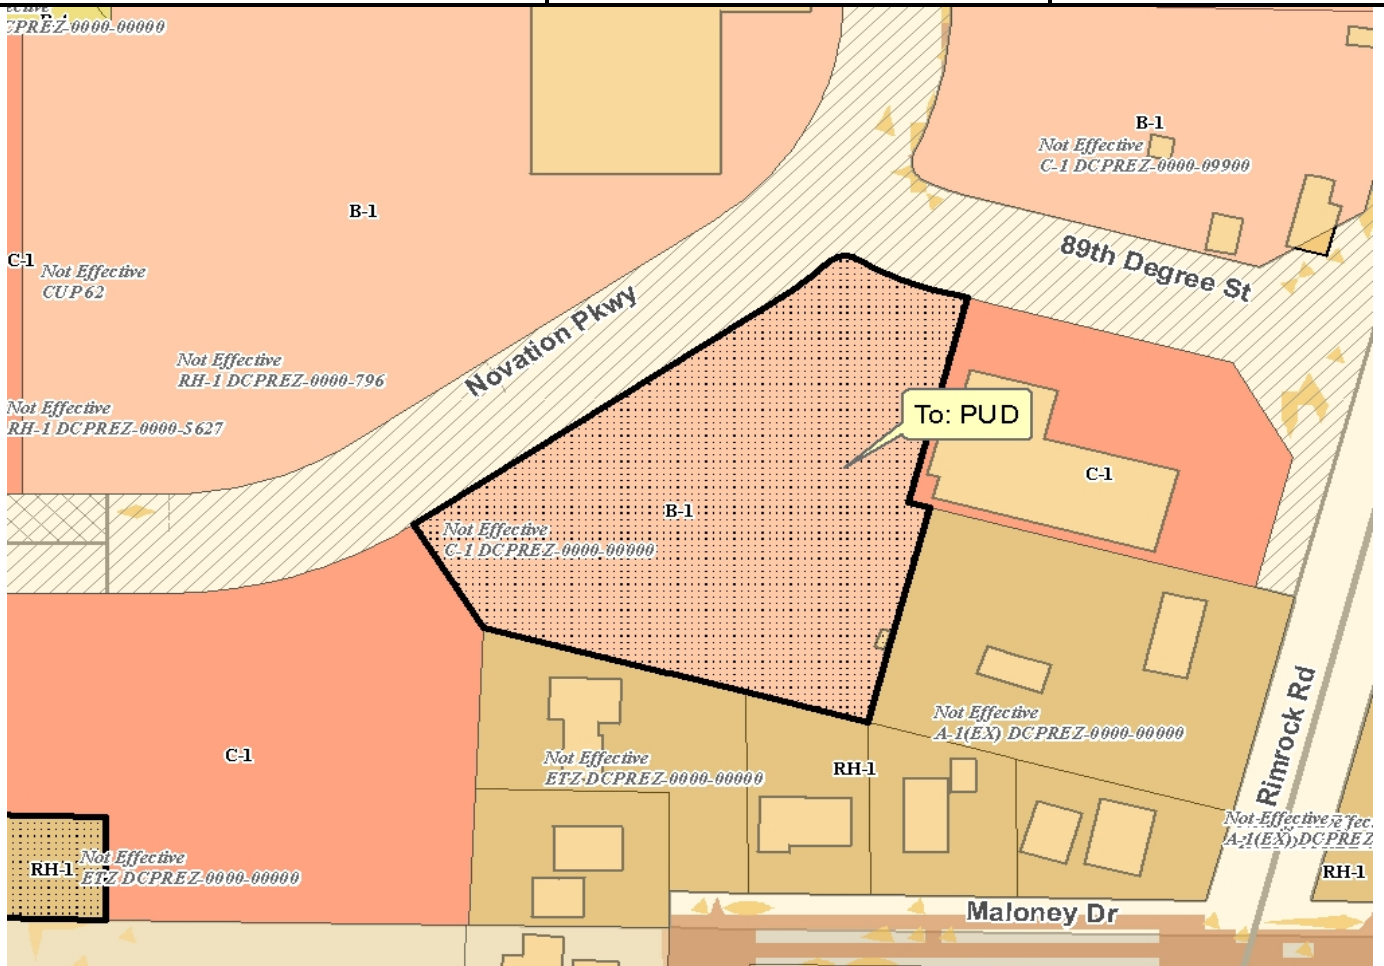 CPREZ-0000-00000
B-1
Not Effective
C-1 DCPREZ-0000-09900
B-1
C-1
Not Effective
CUP 62
89th Degree St
Novation Pkwy
Not Effective
RH-1 DCPREZ-0000-796
Not Effective
RH-1 DCPREZ-0000-5627
To: PUD
C-1
B-1
Not Effective
C-1 DCPREZ-0000-00000
Rimrock Rd
Not Effective
A-1(EX) DCPREZ-0000-00000
C-1
Not Effective
ETZ DCPREZ-0000-00000
RH-1
Not Effective
A-1(EX) DCPREZ
RH-1
Not Effective
ETZ DCPREZ-0000-00000
RH-1
Maloney Dr